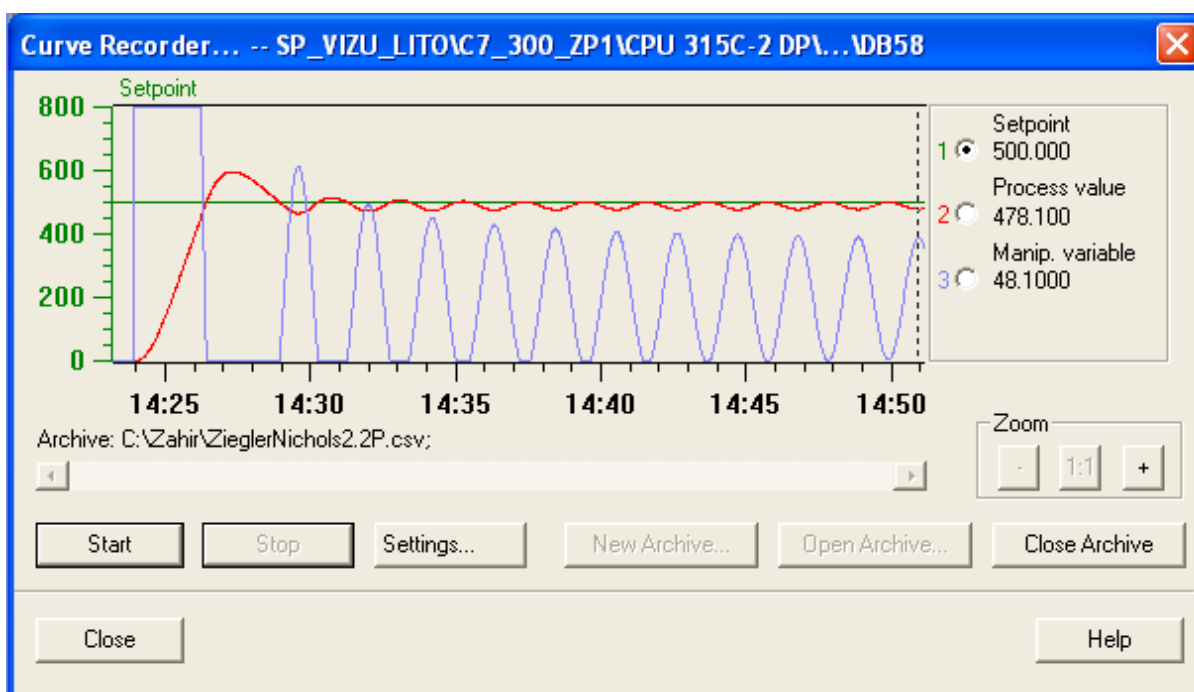 Curve Recorder... -- SP_VIZU_LITO\C7_300_ZP1\CPU 315C-2 DP\...\DB58
Setpoint
800
600
400
200
0
14:25 14:30 14:35 14:40 14:45 14:50
1 Setpoint
500.000
2 Process value
478.100
3 Manip. variable
48.1000
Archive: C:\Zahir\ZieglerNichols2.2P.csv;
Zoom
- 1:1 +
Start Stop Settings... New Archive... Open Archive... Close Archive
Close Help